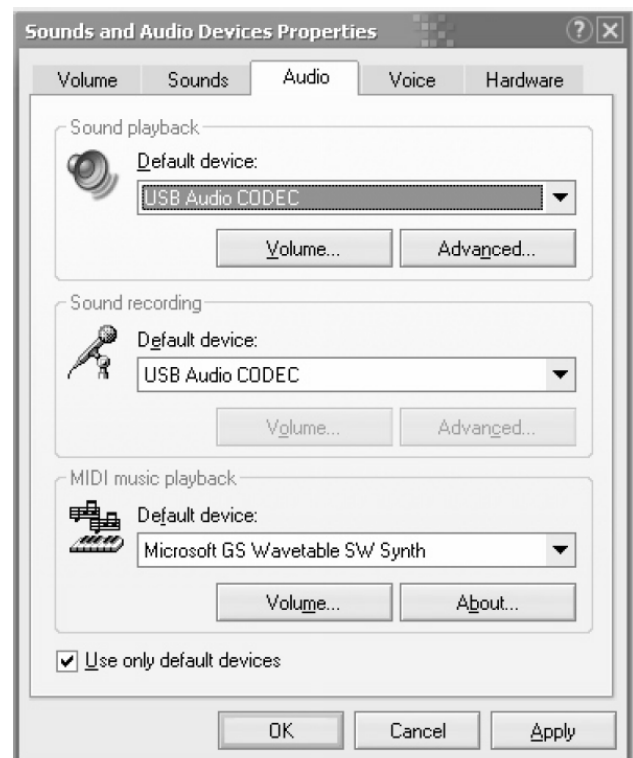 Sounds and Audio Devices Properties
Volume Sounds Audio Voice Hardware
Sound playback
Default device:
USB Audio CODEC
Volume... Advanced...
Sound recording
Default device:
USB Audio CODEC
Volume... Advanced...
MIDI music playback
Default device:
Microsoft GS Wavetable SW Synth
Volume... About...
Use only default devices
OK Cancel Apply